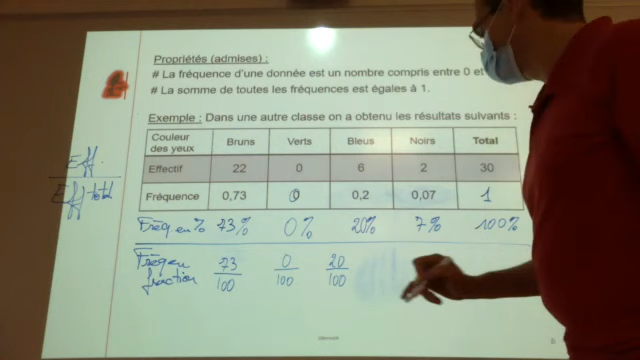 Propriétés (admises) :
# La fréquence d'une donnée est un nombre compris entre 0 et
# La somme de toutes les fréquences est égales à 1.
Exemple : Dans une autre classe on a obtenu les résultats suivants :
Couleur des yeux Bruns Verts Bleus Noirs Total
Effectif 22 0 6 2 30
Fréquence 0,73 0 0,2 0,07 1
Eff.
Eff total
Fréq en % 73% 0% 20% 7% 100%
Fréq en 73 0 20
fraction 100 100 100